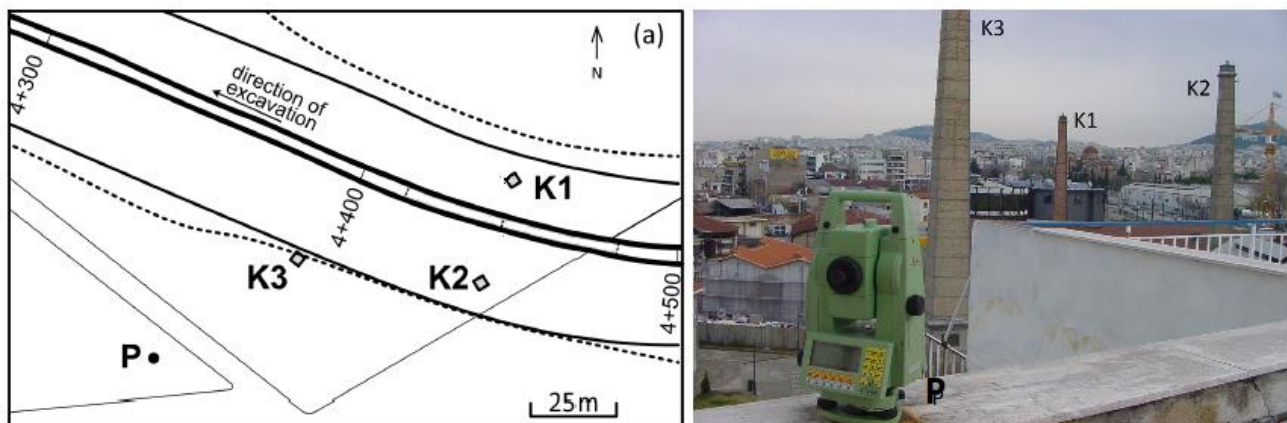 (a)
N
4+300
direction of
excavation
K1
4+400
K3
K2
4+500
P
25m
K3
K2
K1
P